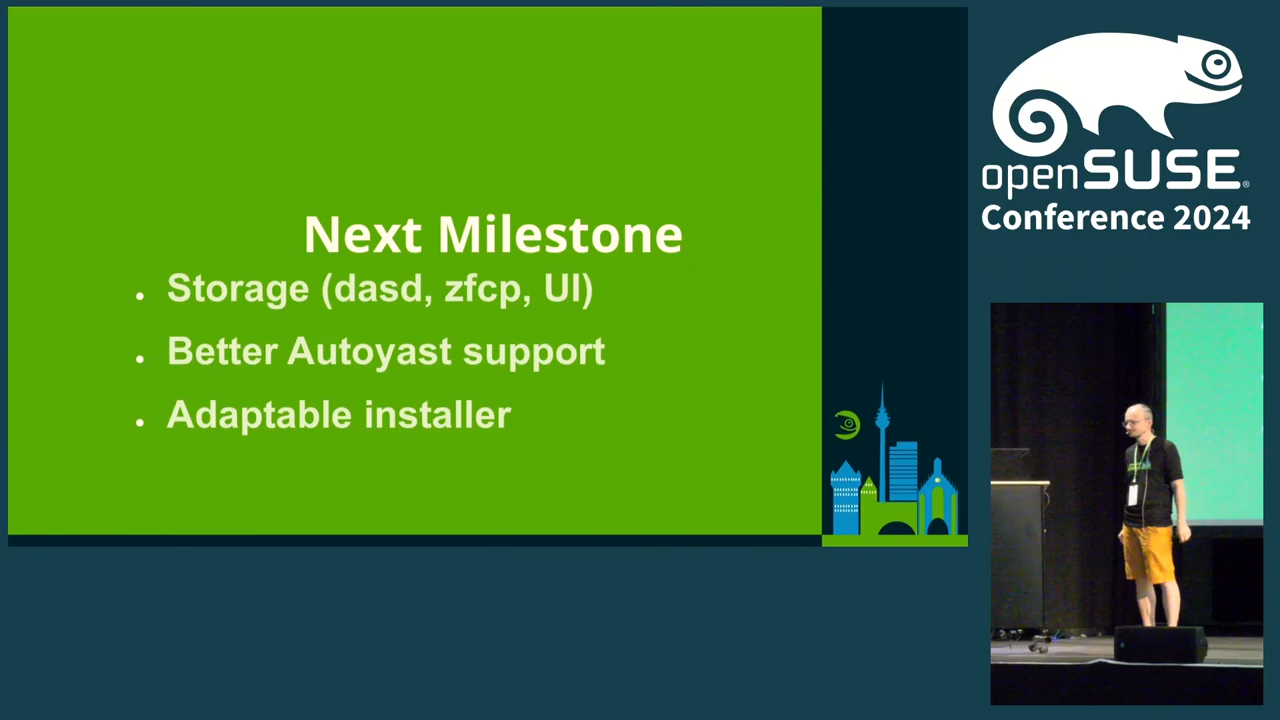 Next Milestone
Storage (dasd, zfcp, UI)
Better Autoyast support
Adaptable installer
openSUSE®
Conference 2024